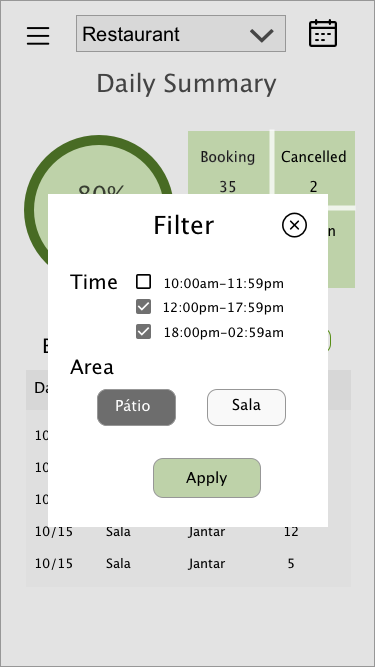 Restaurant
Daily Summary
80%
Booking
35
Cancelled
2
Filter
Time
10:00am-11:59pm
12:00pm-17:59pm
18:00pm-02:59am
Area
Pátio
Sala
Apply
10
10
10
10/15 Sala Jantar 12
10/15 Sala Jantar 5